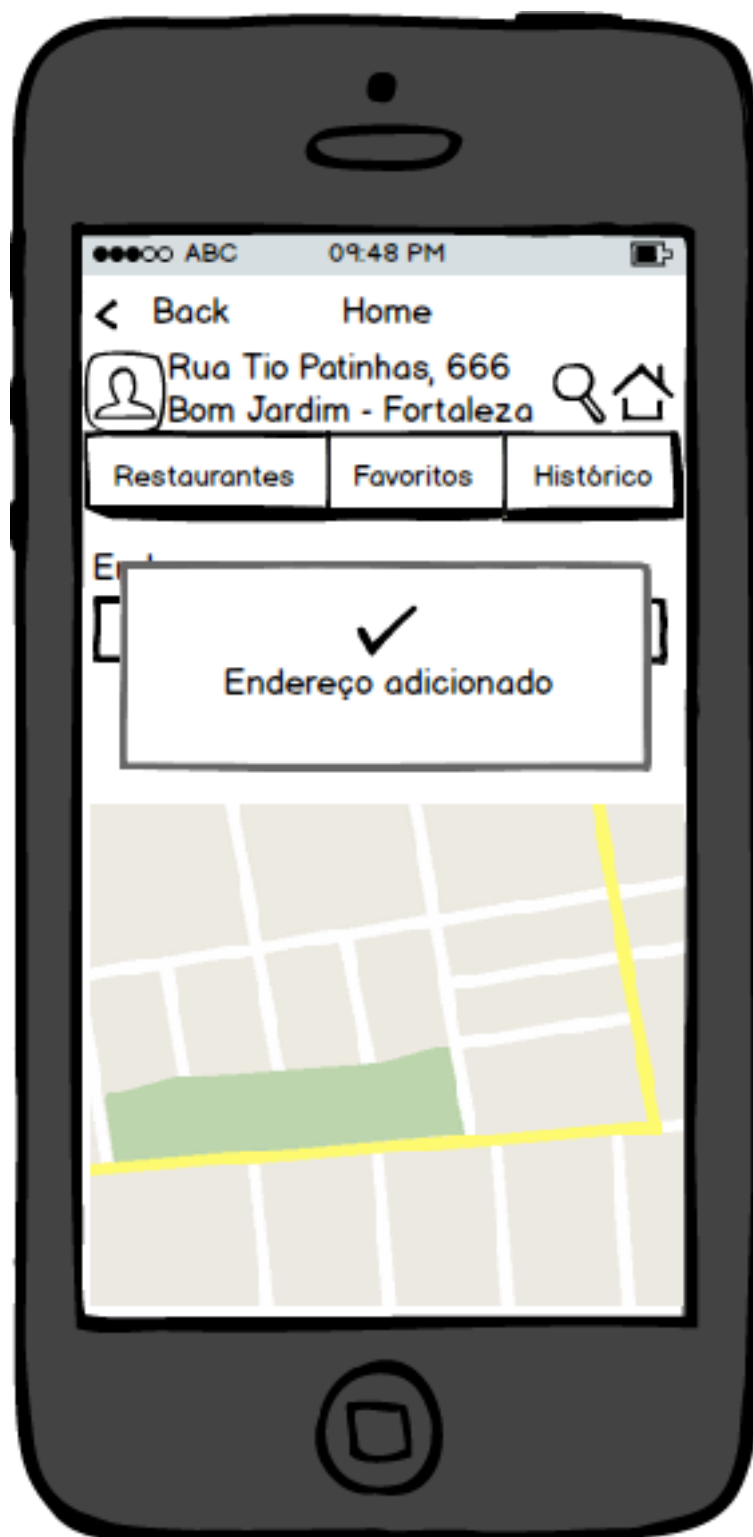 ABC 09:48 PM
Back Home
Rua Tio Patinhas, 666
Bom Jardim - Fortaleza
Restaurantes Favoritos Histórico
Endereço adicionado